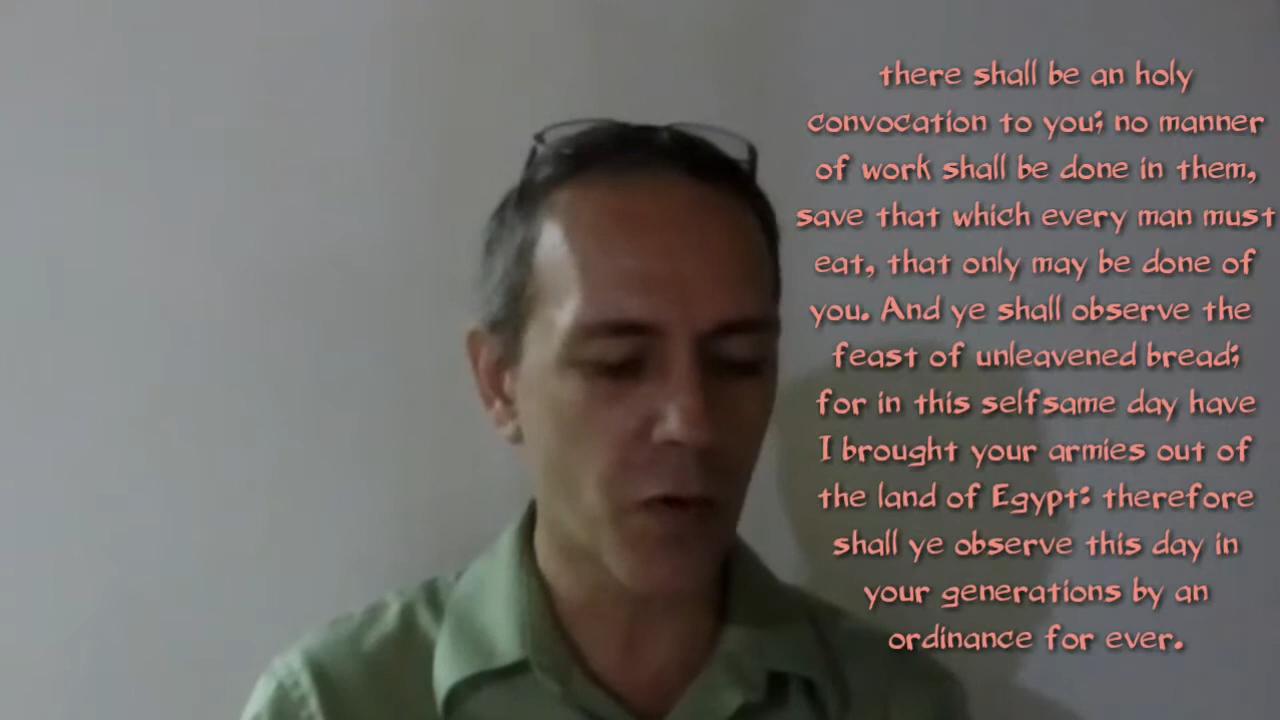 there shall be an holy
convocation to you; no manner
of work shall be done in them,
save that which every man must
eat, that only may be done of
you. And ye shall observe the
feast of unleavened bread;
for in this selfsame day have
I brought your armies out of
the land of Egypt: therefore
shall ye observe this day in
your generations by an
ordinance for ever.